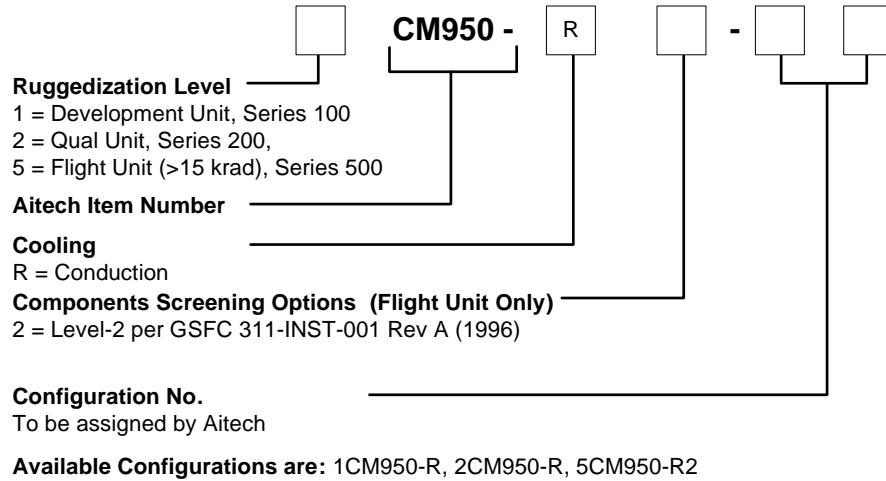 CM950 - R -
Ruggedization Level
1 = Development Unit, Series 100
2 = Qual Unit, Series 200,
5 = Flight Unit (>15 krad), Series 500
Aitech Item Number
Cooling
R = Conduction
Components Screening Options (Flight Unit Only)
2 = Level-2 per GSFC 311-INST-001 Rev A (1996)
Configuration No.
To be assigned by Aitech
Available Configurations are: 1CM950-R, 2CM950-R, 5CM950-R2